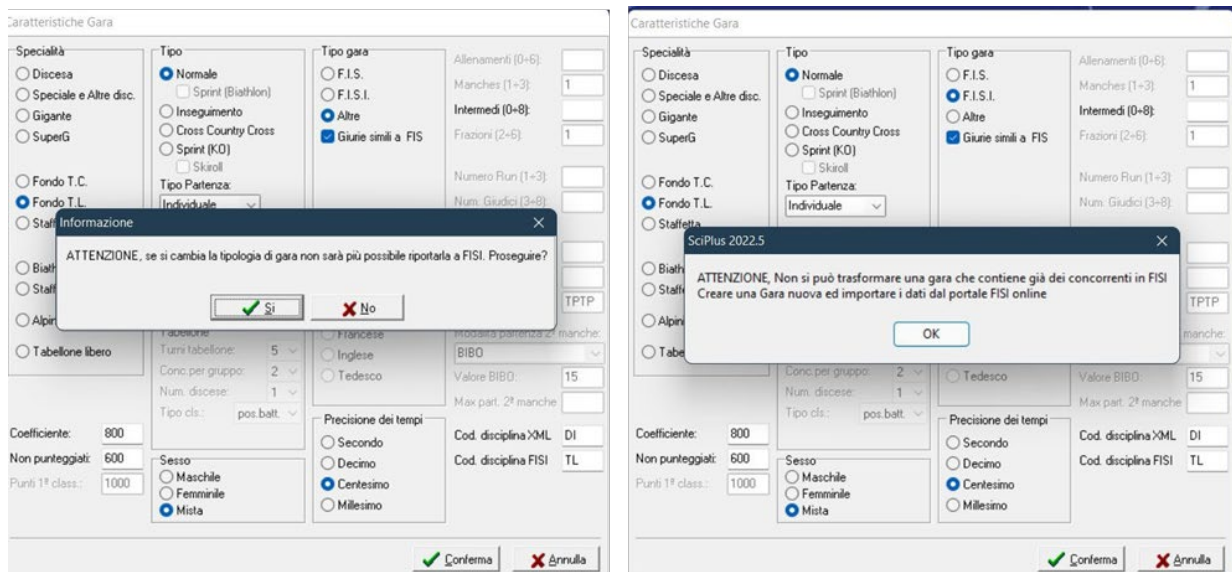 Caratteristiche Gara
Specialità
Discesa
Speciale e Altre disc.
Gigante
SuperG
Fondo T.C.
Fondo T.L.
Tipo
Normale
Sprint (Biathlon)
Inseguimento
Cross Country Cross
Sprint (KO)
Skiroll
Tipo Partenza:
Individuale
Tipo gara
F.I.S.
F.I.S.I.
Altre
Giurie simili a FIS
Allenamenti (0÷6):
Manches (1÷3): 1
Intermedi (0÷8):
Frazioni (2÷6): 1
Numero Run (1÷3):
Num. Giudici (3÷8):
Informazione
ATTENZIONE, se si cambia la tipologia di gara non sarà più possibile riportarla a FISI. Proseguire?
Si
No
TPTP
Tabellone libero
Tabellone
Turni tabellone: 5
Conc.per gruppo: 2
Num. discese: 1
Tipo cls.: pos.batt.
Francese
Inglese
Tedesco
Modalità partenza 2ª manche:
BIBO
Valore BIBO: 15
Max part. 2ª manche
Coefficiente: 800
Non punteggiati: 600
Punti 1ª class.: 1000
Sesso
Maschile
Femminile
Mista
Precisione dei tempi
Secondo
Decimo
Centesimo
Millesimo
Cod. disciplina XML DI
Cod. disciplina FISI TL
Conferma
Annulla
Caratteristiche Gara
Specialità
Discesa
Speciale e Altre disc.
Gigante
SuperG
Fondo T.C.
Fondo T.L.
Staffetta
Tipo
Normale
Sprint (Biathlon)
Inseguimento
Cross Country Cross
Sprint (KO)
Skiroll
Tipo Partenza:
Individuale
Tipo gara
F.I.S.
F.I.S.I.
Altre
Giurie simili a FIS
Allenamenti (0÷6):
Manches (1÷3): 1
Intermedi (0÷8):
Frazioni (2÷6): 1
Numero Run (1÷3):
Num. Giudici (3÷8):
SciPlus 2022.5
ATTENZIONE, Non si può trasformare una gara che contiene già dei concorrenti in FISI
Creare una Gara nuova ed importare i dati dal portale FISI online
OK
TPTP
manche:
Conc.per gruppo: 2
Num. discese: 1
Tipo cls.: pos.batt.
Tedesco
Valore BIBO: 15
Max part. 2ª manche
Coefficiente: 800
Non punteggiati: 600
Punti 1ª class.: 1000
Sesso
Maschile
Femminile
Mista
Precisione dei tempi
Secondo
Decimo
Centesimo
Millesimo
Cod. disciplina XML DI
Cod. disciplina FISI TL
Conferma
Annulla